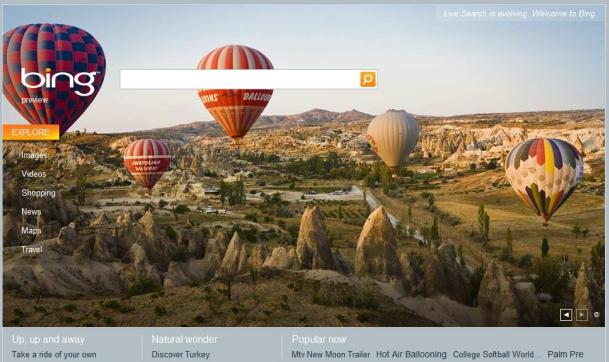 Live Search is evolving. Welcome to Bing.
bing
preview
EXPLORE
Images
Videos
Shopping
News
Maps
Travel
BALLOO
ANATOLIAN
BALLOONS
©
Up, up and away
Natural wonder
Popular now
Take a ride of your own
Discover Turkey
Mtv New Moon Trailer Hot Air Ballooning College Softball World... Palm Pre